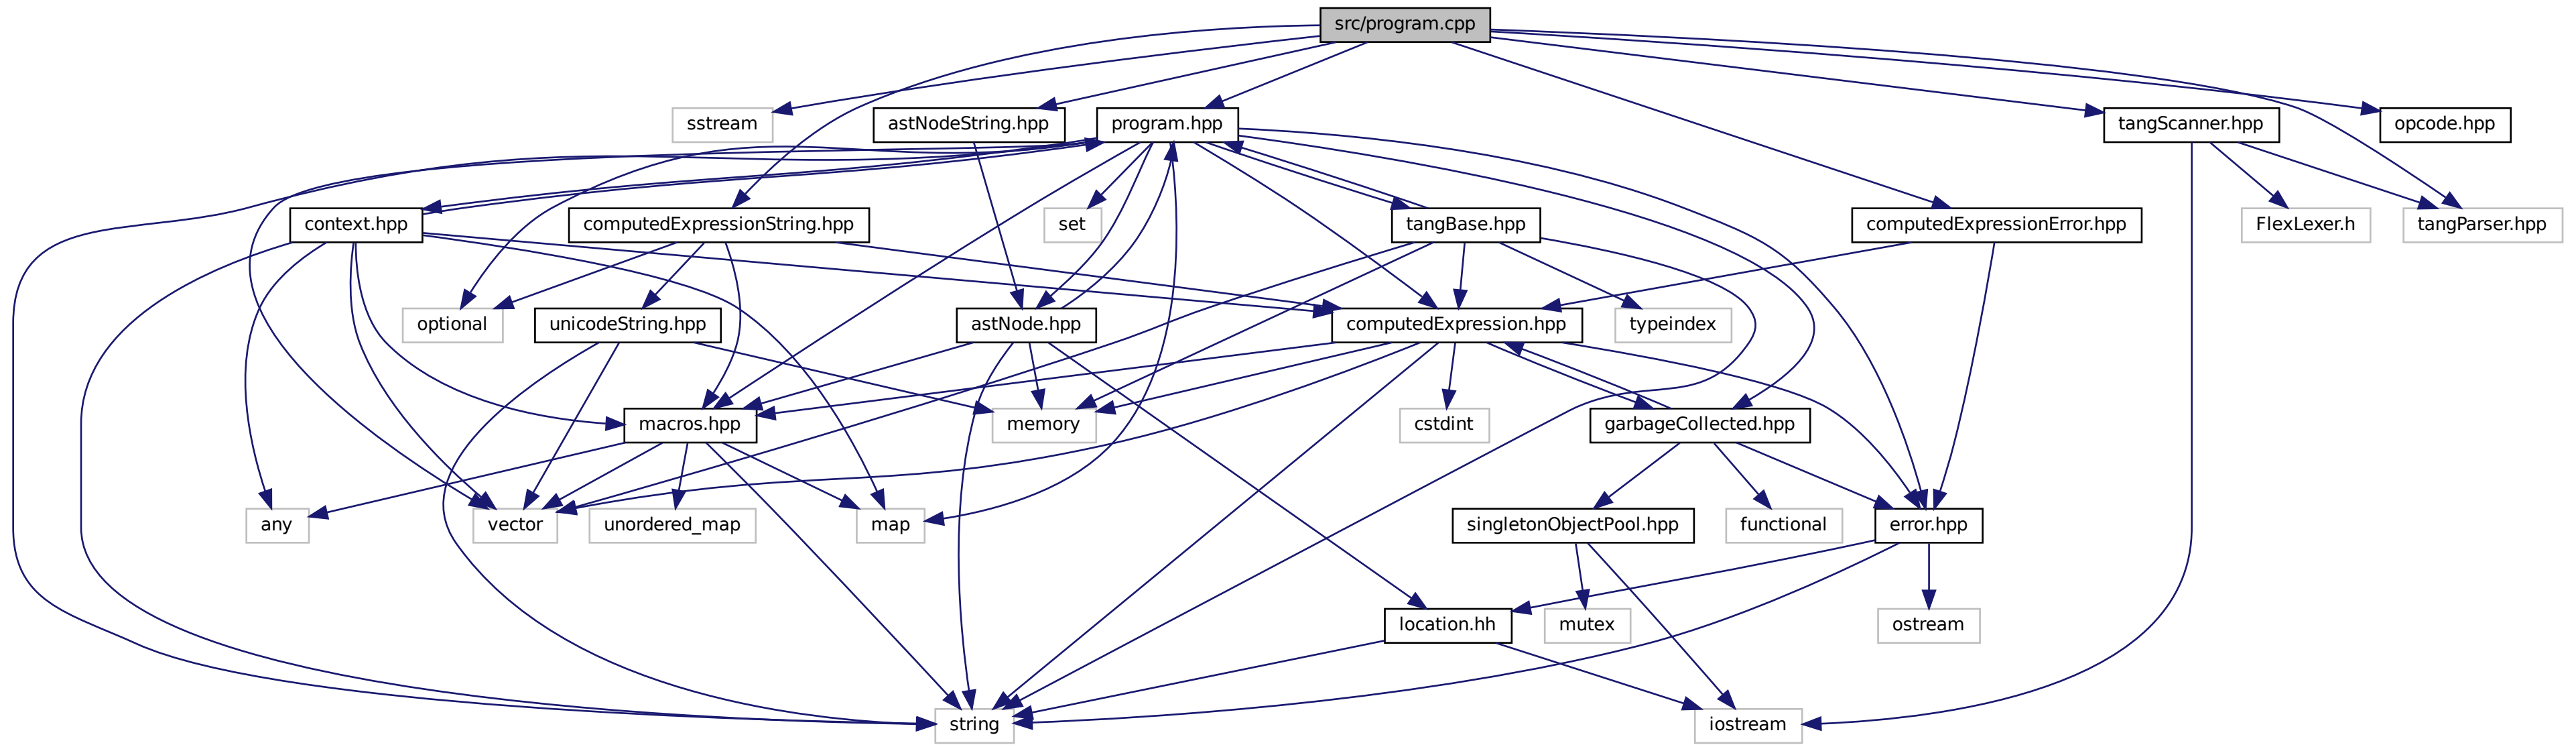 src/program.cpp
sstream
astNodeString.hpp
program.hpp
tangScanner.hpp
opcode.hpp
context.hpp
computedExpressionString.hpp
set
tangBase.hpp
computedExpressionError.hpp
FlexLexer.h
tangParser.hpp
optional
unicodeString.hpp
astNode.hpp
computedExpression.hpp
typeindex
macros.hpp
memory
cstdint
garbageCollected.hpp
any
vector
unordered_map
map
singletonObjectPool.hpp
functional
error.hpp
location.hh
mutex
ostream
string
iostream